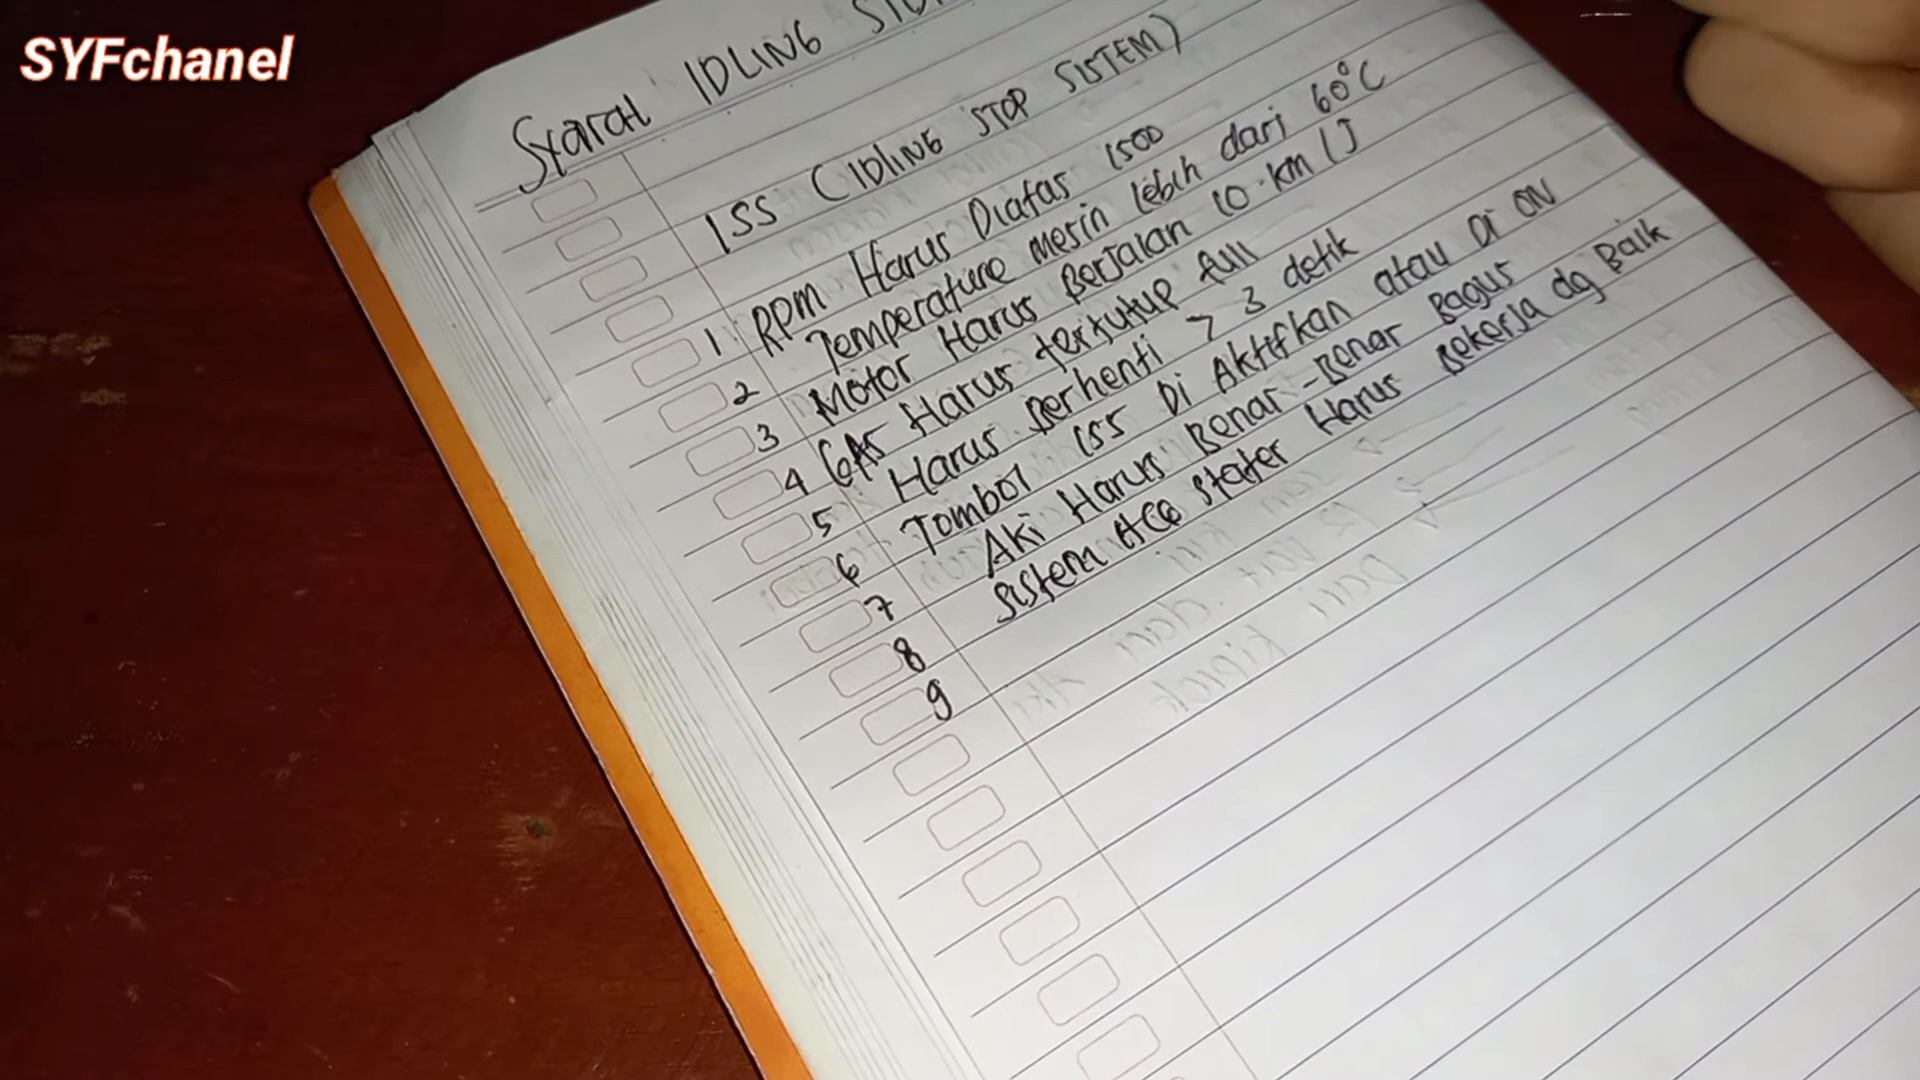 SYFchanel
Syarat IDLING
ISS (IDLING STOP SISTEM)
1 RPM Harus Diatas 1500
2 Temperature mesin lebih dari 60°C
3 Motor Harus Berjalan 10 km / J
4 GAS Harus tertutup full
5 Harus Berhenti > 3 detik
6 Tombol ISS Di Aktifkan atau Di ON
7 Aki Harus Benar-Benar Bagus
8 Sistem ACG stater Harus Bekerja dg Baik
9